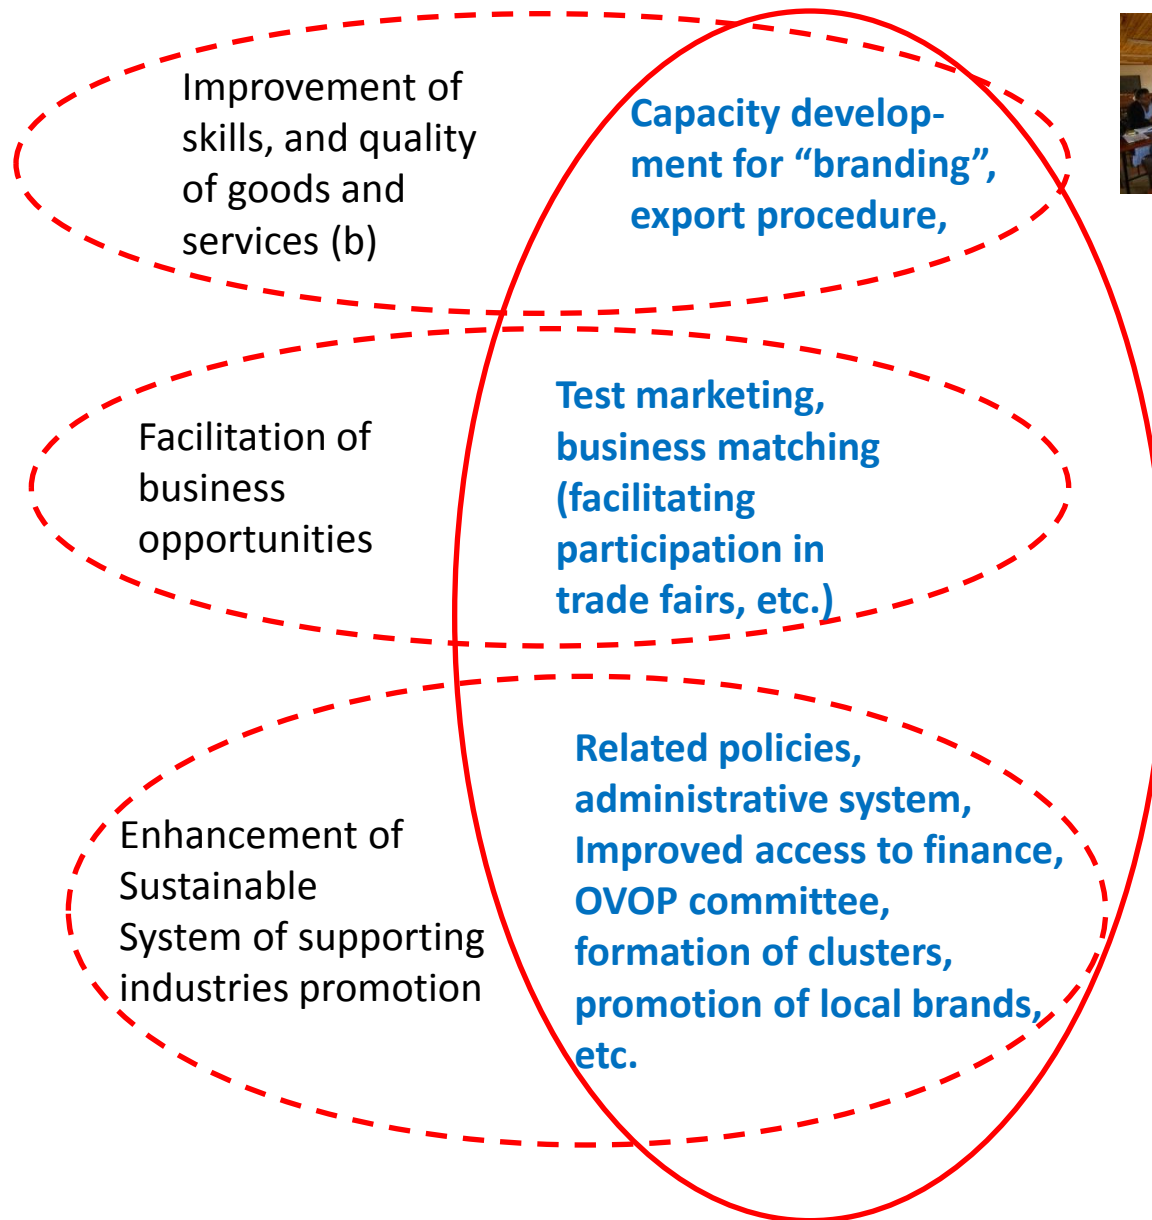 Improvement of
skills, and quality
of goods and
services (b)
Capacity develop-
ment for “branding”,
export procedure,
Facilitation of
business
opportunities
Test marketing,
business matching
(facilitating
participation in
trade fairs, etc.)
Enhancement of
Sustainable
System of supporting
industries promotion
Related policies,
administrative system,
Improved access to finance,
OVOP committee,
formation of clusters,
promotion of local brands,
etc.